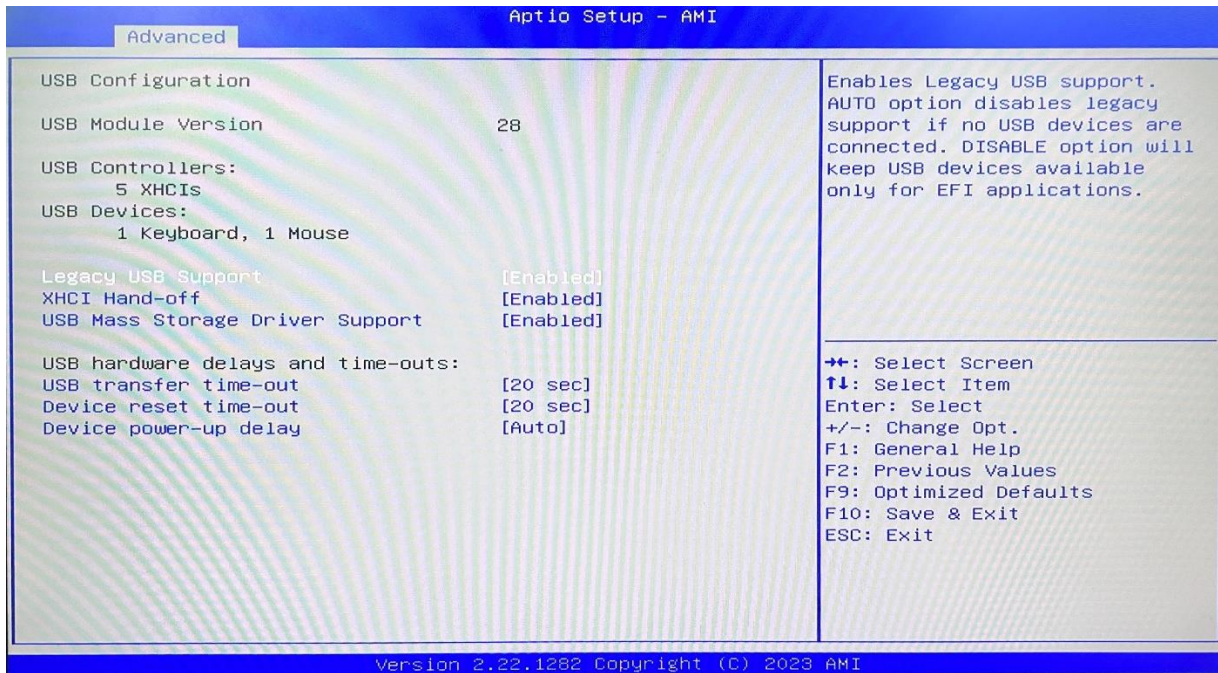 Aptio Setup – AMI
Advanced
USB Configuration
USB Module Version 28
USB Controllers:
5 XHCIs
USB Devices:
1 Keyboard, 1 Mouse
Legacy USB Support [Enabled]
XHCI Hand-off [Enabled]
USB Mass Storage Driver Support [Enabled]
USB hardware delays and time-outs:
USB transfer time-out [20 sec]
Device reset time-out [20 sec]
Device power-up delay [Auto]
Enables Legacy USB support.
AUTO option disables legacy
support if no USB devices are
connected. DISABLE option will
keep USB devices available
only for EFI applications.
→←: Select Screen
↑↓: Select Item
Enter: Select
+/-: Change Opt.
F1: General Help
F2: Previous Values
F9: Optimized Defaults
F10: Save & Exit
ESC: Exit
Version 2.22.1282 Copyright (C) 2023 AMI